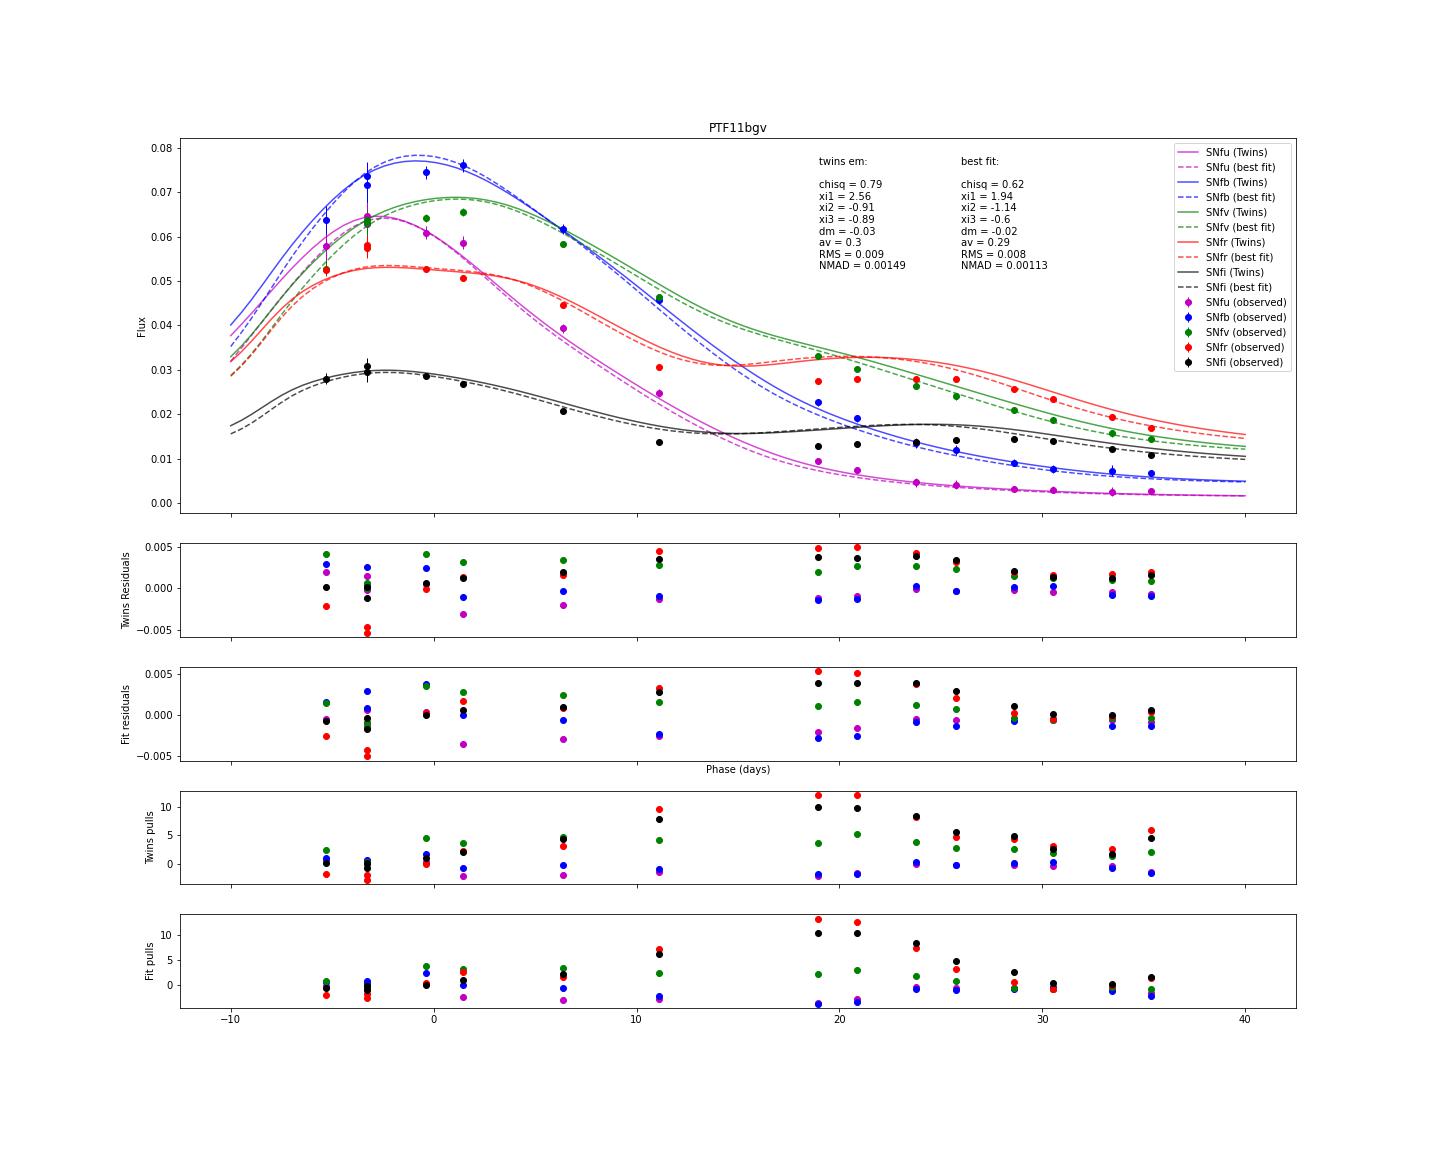 PTF11bgv
0.08
0.07
0.06
0.05
0.04
0.03
0.02
0.01
0.00
Flux
twins em:
chisq = 0.79
xi1 = 2.56
xi2 = -0.91
xi3 = -0.89
dm = -0.03
av = 0.3
RMS = 0.009
NMAD = 0.00149
best fit:
chisq = 0.62
xi1 = 1.94
xi2 = -1.14
xi3 = -0.6
dm = -0.02
av = 0.29
RMS = 0.008
NMAD = 0.00113
SNfu (Twins)
SNfu (best fit)
SNfb (Twins)
SNfb (best fit)
SNfv (Twins)
SNfv (best fit)
SNfr (Twins)
SNfr (best fit)
SNfi (Twins)
SNfi (best fit)
SNfu (observed)
SNfb (observed)
SNfv (observed)
SNfr (observed)
SNfi (observed)
0.005
0.000
−0.005
Twins Residuals
0.005
0.000
−0.005
Fit residuals
Phase (days)
10
5
0
Twins pulls
10
5
0
Fit pulls
−10
0
10
20
30
40